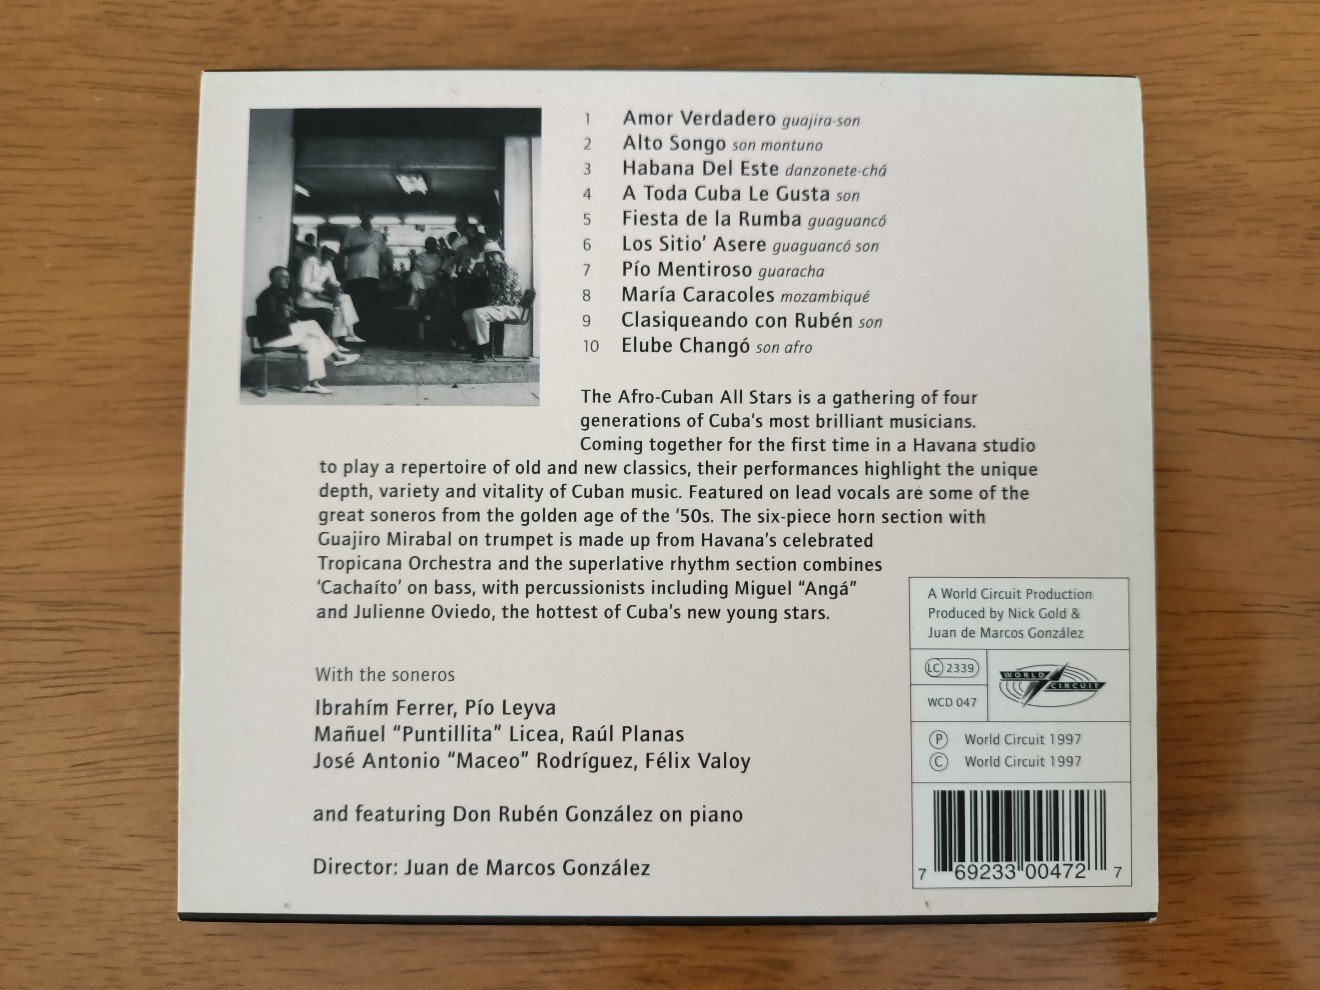 1 Amor Verdadero guajira-son
2 Alto Songo son montuno
3 Habana Del Este danzonete-chá
4 A Toda Cuba Le Gusta son
5 Fiesta de la Rumba guaguancó
6 Los Sitio' Asere guaguancó son
7 Pío Mentiroso guaracha
8 María Caracoles mozambiqué
9 Clasiqueando con Rubén son
10 Elube Changó son afro
The Afro-Cuban All Stars is a gathering of four
generations of Cuba's most brilliant musicians.
Coming together for the first time in a Havana studio
to play a repertoire of old and new classics, their performances highlight the unique
depth, variety and vitality of Cuban music. Featured on lead vocals are some of the
great soneros from the golden age of the '50s. The six-piece horn section with
Guajiro Mirabal on trumpet is made up from Havana's celebrated
Tropicana Orchestra and the superlative rhythm section combines
'Cachaíto' on bass, with percussionists including Miguel "Angá"
and Julienne Oviedo, the hottest of Cuba's new young stars.
With the soneros
Ibrahím Ferrer, Pío Leyva
Mañuel "Puntillita" Licea, Raúl Planas
José Antonio "Maceo" Rodríguez, Félix Valoy
and featuring Don Rubén González on piano
Director: Juan de Marcos González
A World Circuit Production
Produced by Nick Gold &
Juan de Marcos González
LC 2339
WORLD CIRCUIT
WCD 047
Ⓟ World Circuit 1997
© World Circuit 1997
7 69233 00472 7